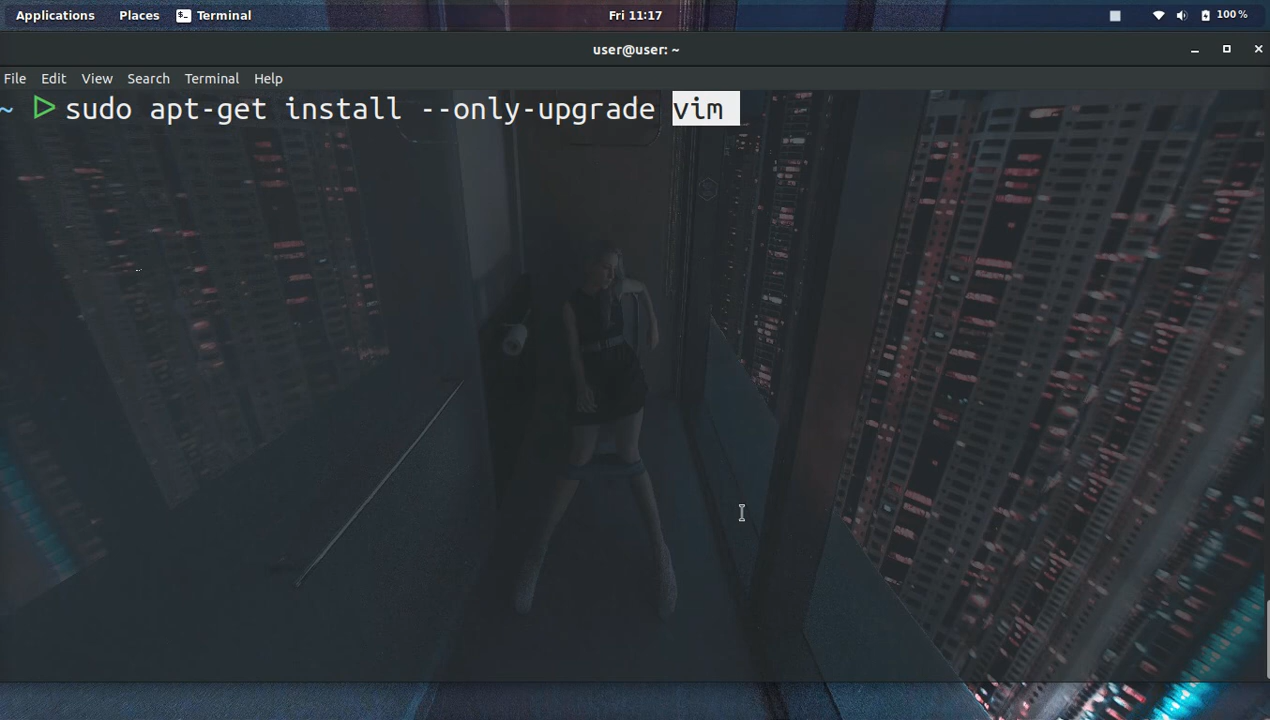 Applications Places Terminal Fri 11:17 100 %
user@user: ~
File Edit View Search Terminal Help
~ sudo apt-get install --only-upgrade vim